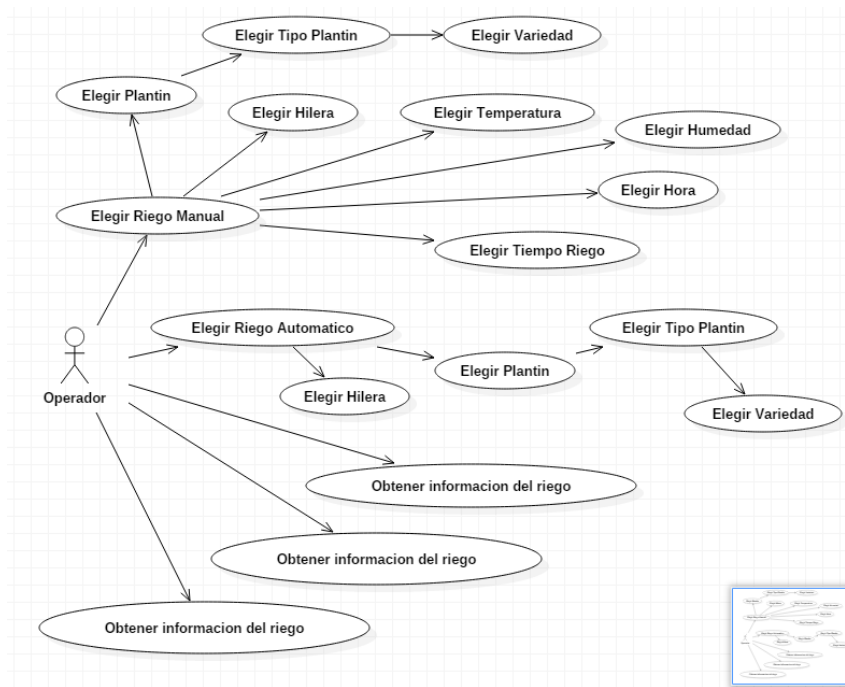 Elegir Tipo Plantin
Elegir Variedad
Elegir Plantin
Elegir Hilera
Elegir Temperatura
Elegir Humedad
Elegir Hora
Elegir Riego Manual
Elegir Tiempo Riego
Elegir Riego Automatico
Elegir Tipo Plantin
Elegir Plantin
Elegir Hilera
Operador
Elegir Variedad
Obtener informacion del riego
Obtener informacion del riego
Obtener informacion del riego